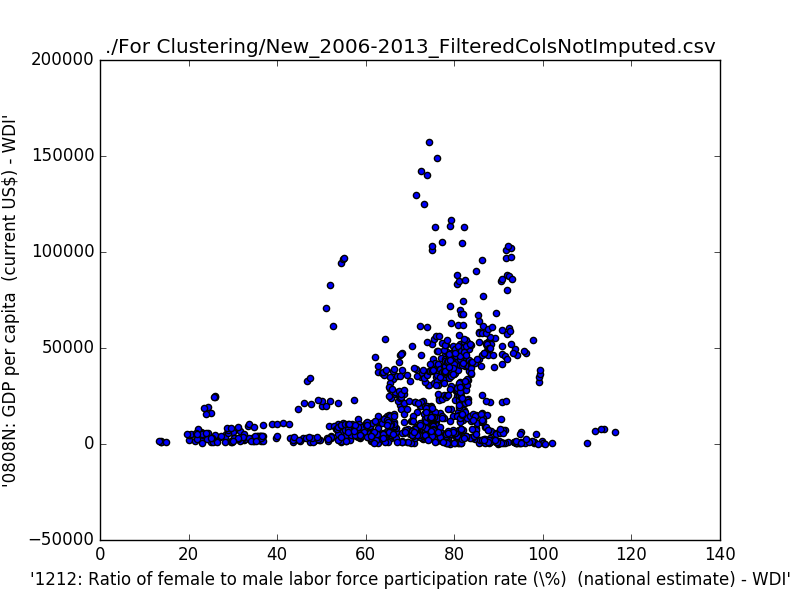 ./For Clustering/New_2006-2013_FilteredColsNotImputed.csv
'0808N: GDP per capita  (current US$) - WDI'
200000
150000
100000
50000
0
−50000
0 20 40 60 80 100 120 140
'1212: Ratio of female to male labor force participation rate (\%)  (national estimate) - WDI'